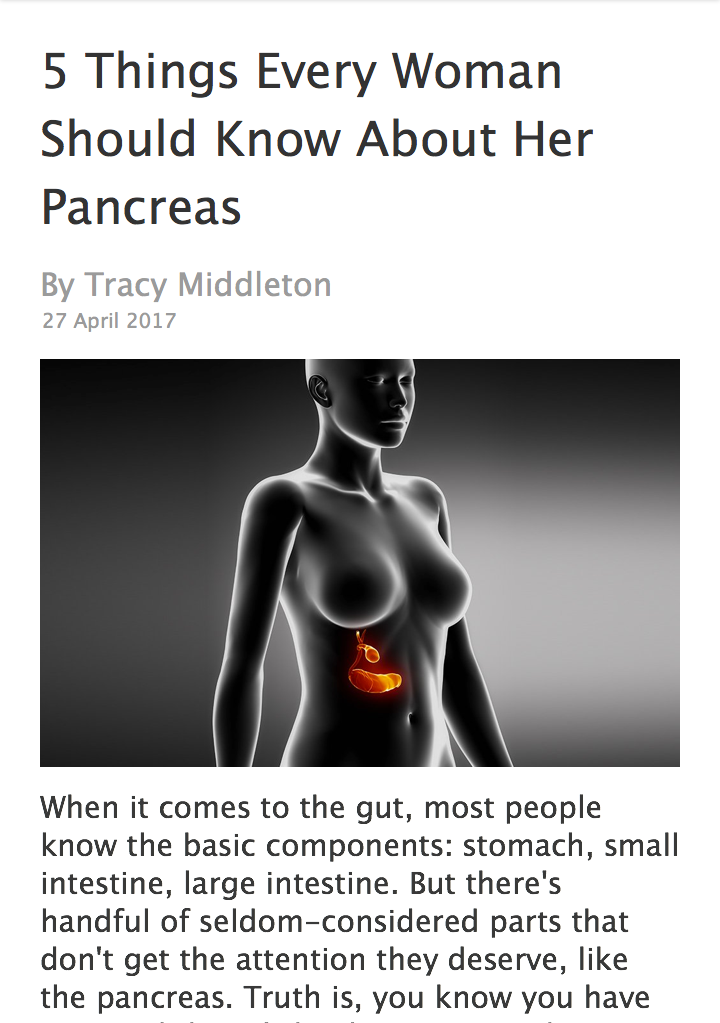 5 Things Every Woman
Should Know About Her
Pancreas
By Tracy Middleton
27 April 2017
When it comes to the gut, most people
know the basic components: stomach, small
intestine, large intestine. But there's
handful of seldom-considered parts that
don't get the attention they deserve, like
the pancreas. Truth is, you know you have